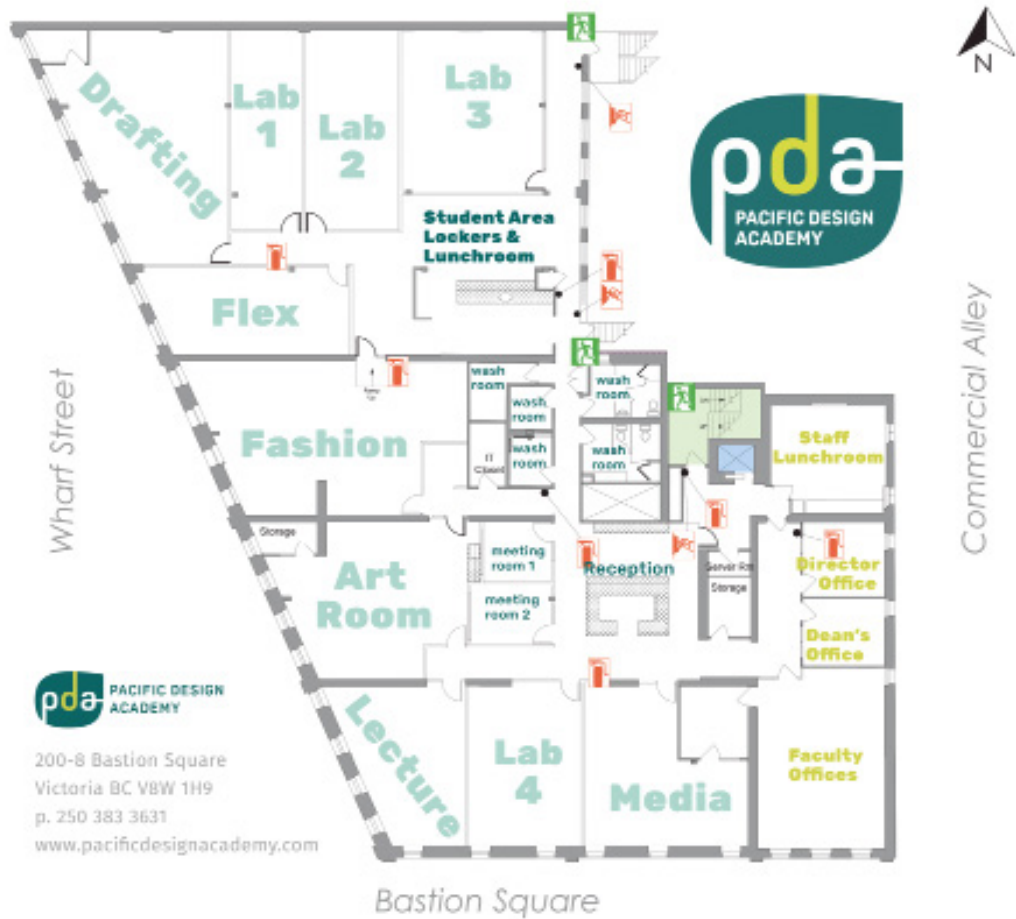 N
pda
PACIFIC DESIGN
ACADEMY
Drafting
Lab
1
Lab
2
Lab
3
Student Area
Lockers &
Lunchroom
Flex
Wharf Street
Commercial Alley
Fashion
wash
room
wash
room
wash
room
wash
room
wash
room
IT
Closet
Staff
Lunchroom
Storage
Art
Room
meeting
room 1
meeting
room 2
Reception
Server Rm
Storage
Director
Office
Dean's
Office
Faculty
Offices
Lecture
Lab
4
Media
pda
PACIFIC DESIGN
ACADEMY
200-8 Bastion Square
Victoria BC V8W 1H9
p. 250 383 3631
www.pacificdesignacademy.com
Bastion Square